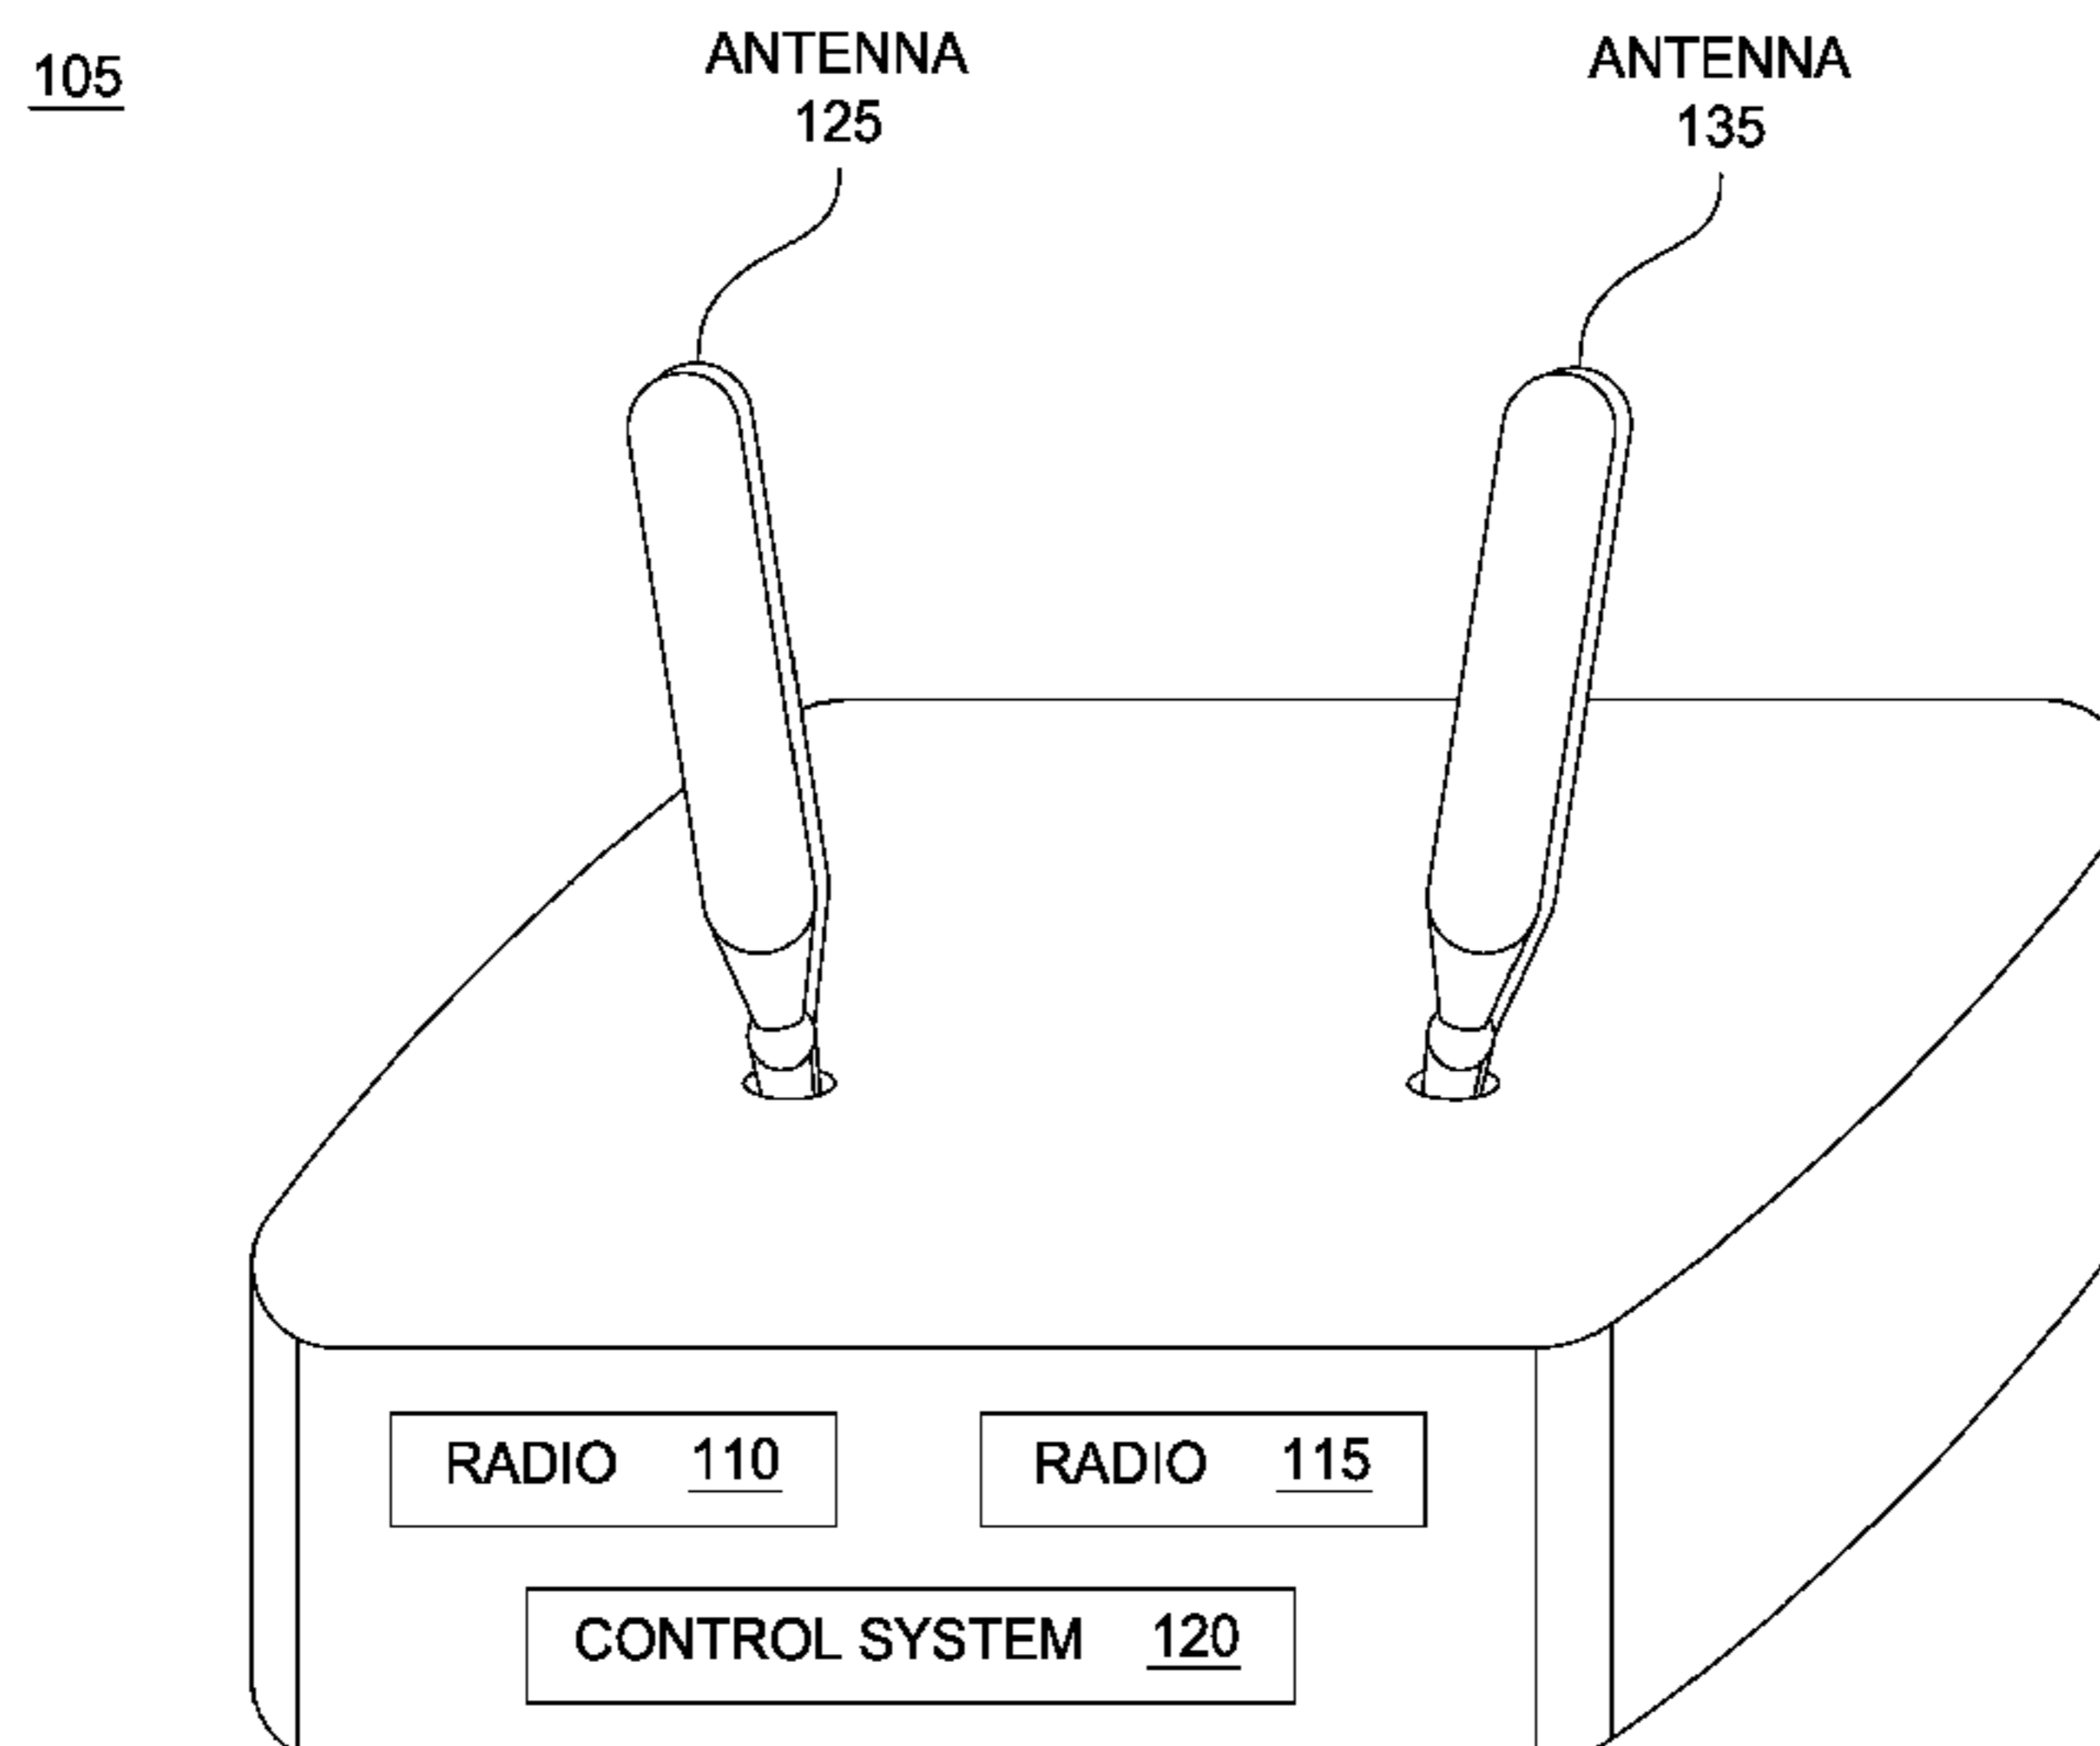 105
ANTENNA
125
ANTENNA
135
RADIO 110
RADIO 115
CONTROL SYSTEM 120